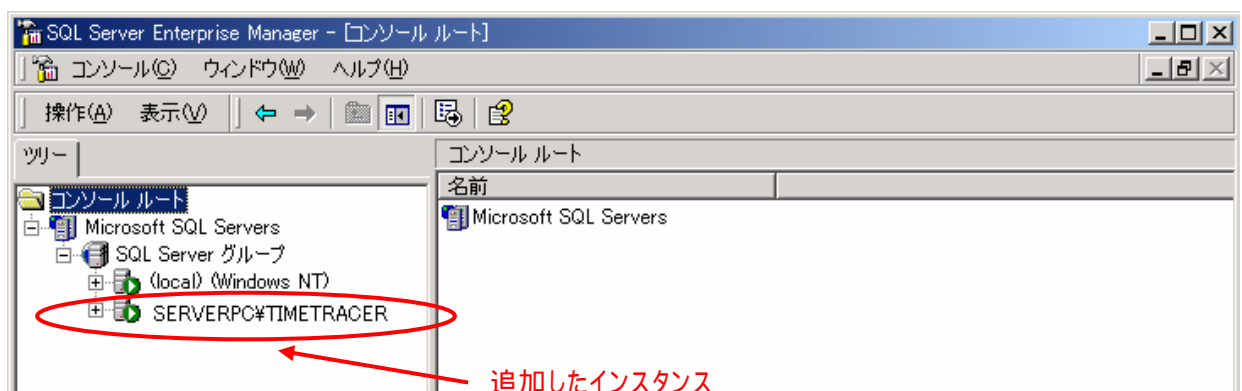 SQL Server Enterprise Manager - [コンソール ルート]
コンソール(C) ウィンドウ(W) ヘルプ(H)
操作(A) 表示(V)
ツリー
コンソール ルート
Microsoft SQL Servers
SQL Server グループ
(local) (Windows NT)
SERVERPC¥TIMETRACER
コンソール ルート
名前
Microsoft SQL Servers
追加したインスタンス